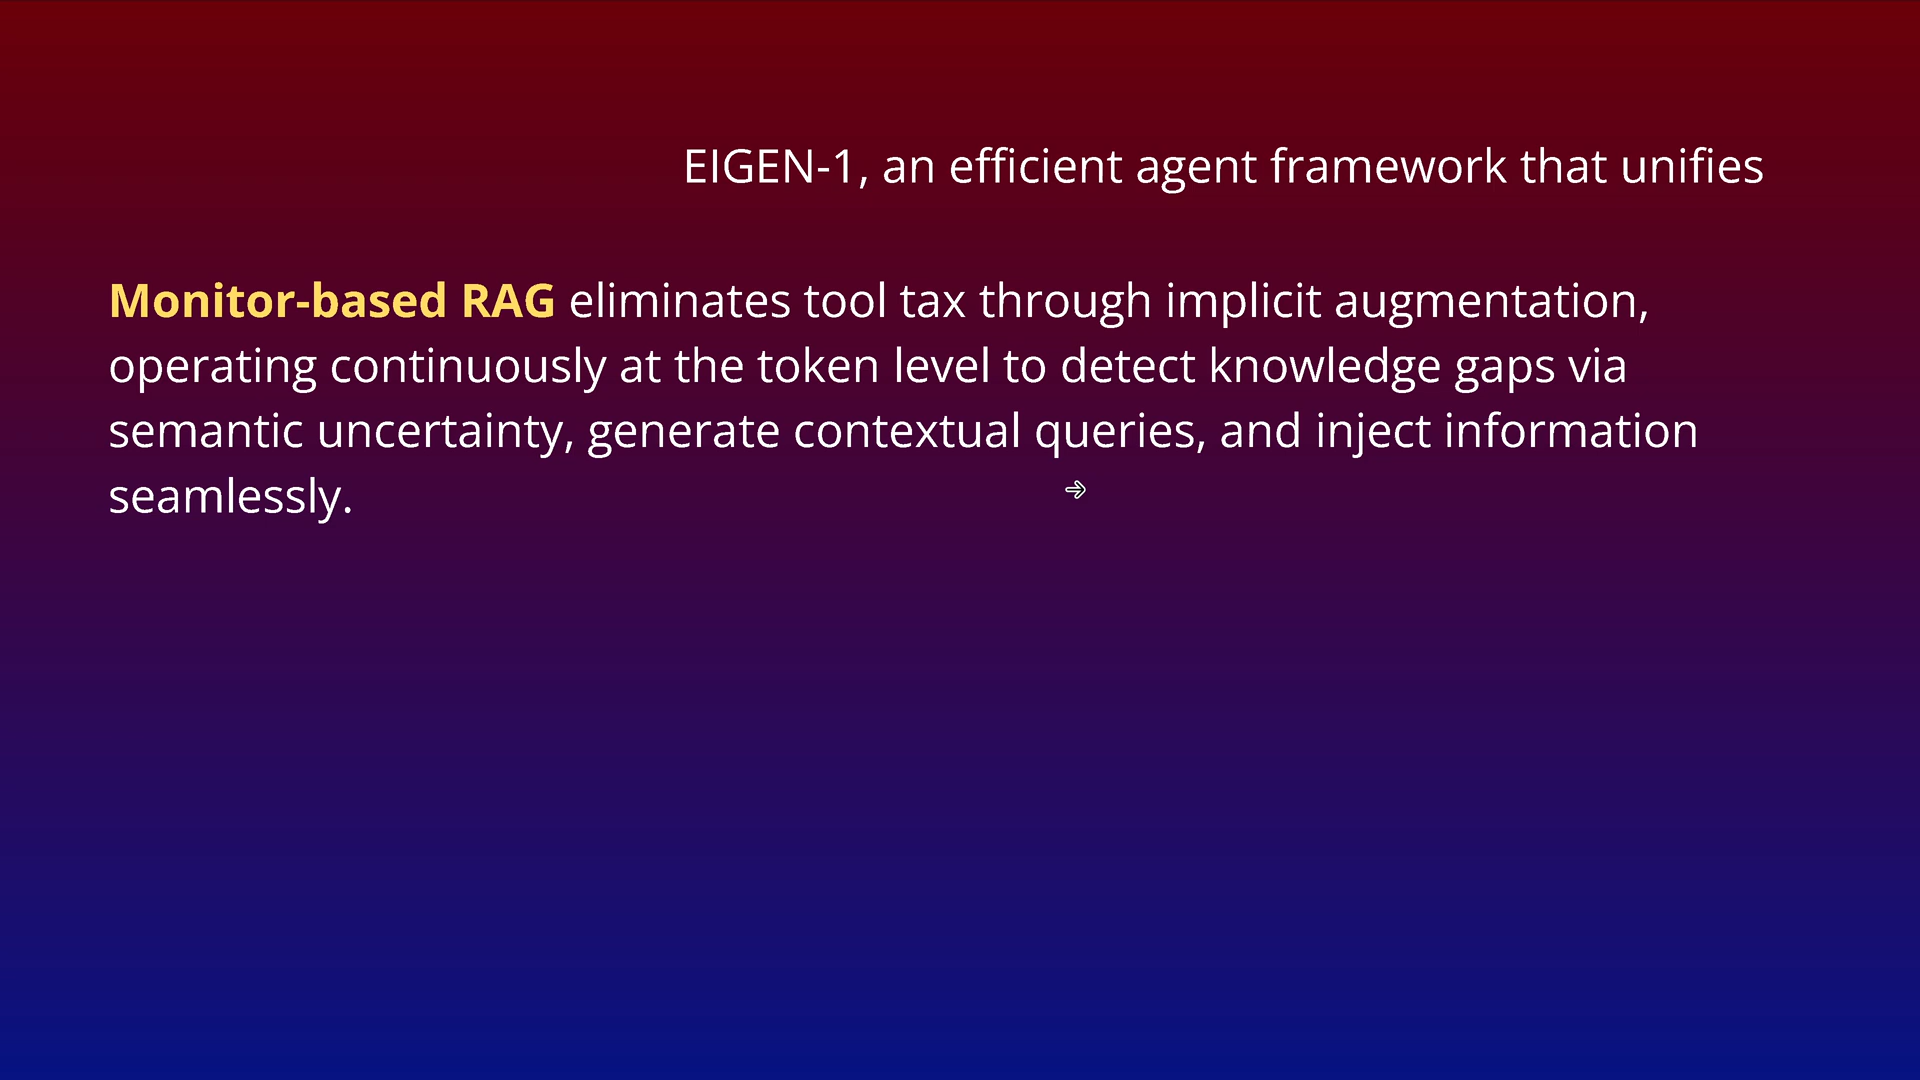 EIGEN-1, an efficient agent framework that unifies
Monitor-based RAG eliminates tool tax through implicit augmentation,
operating continuously at the token level to detect knowledge gaps via
semantic uncertainty, generate contextual queries, and inject information
seamlessly.